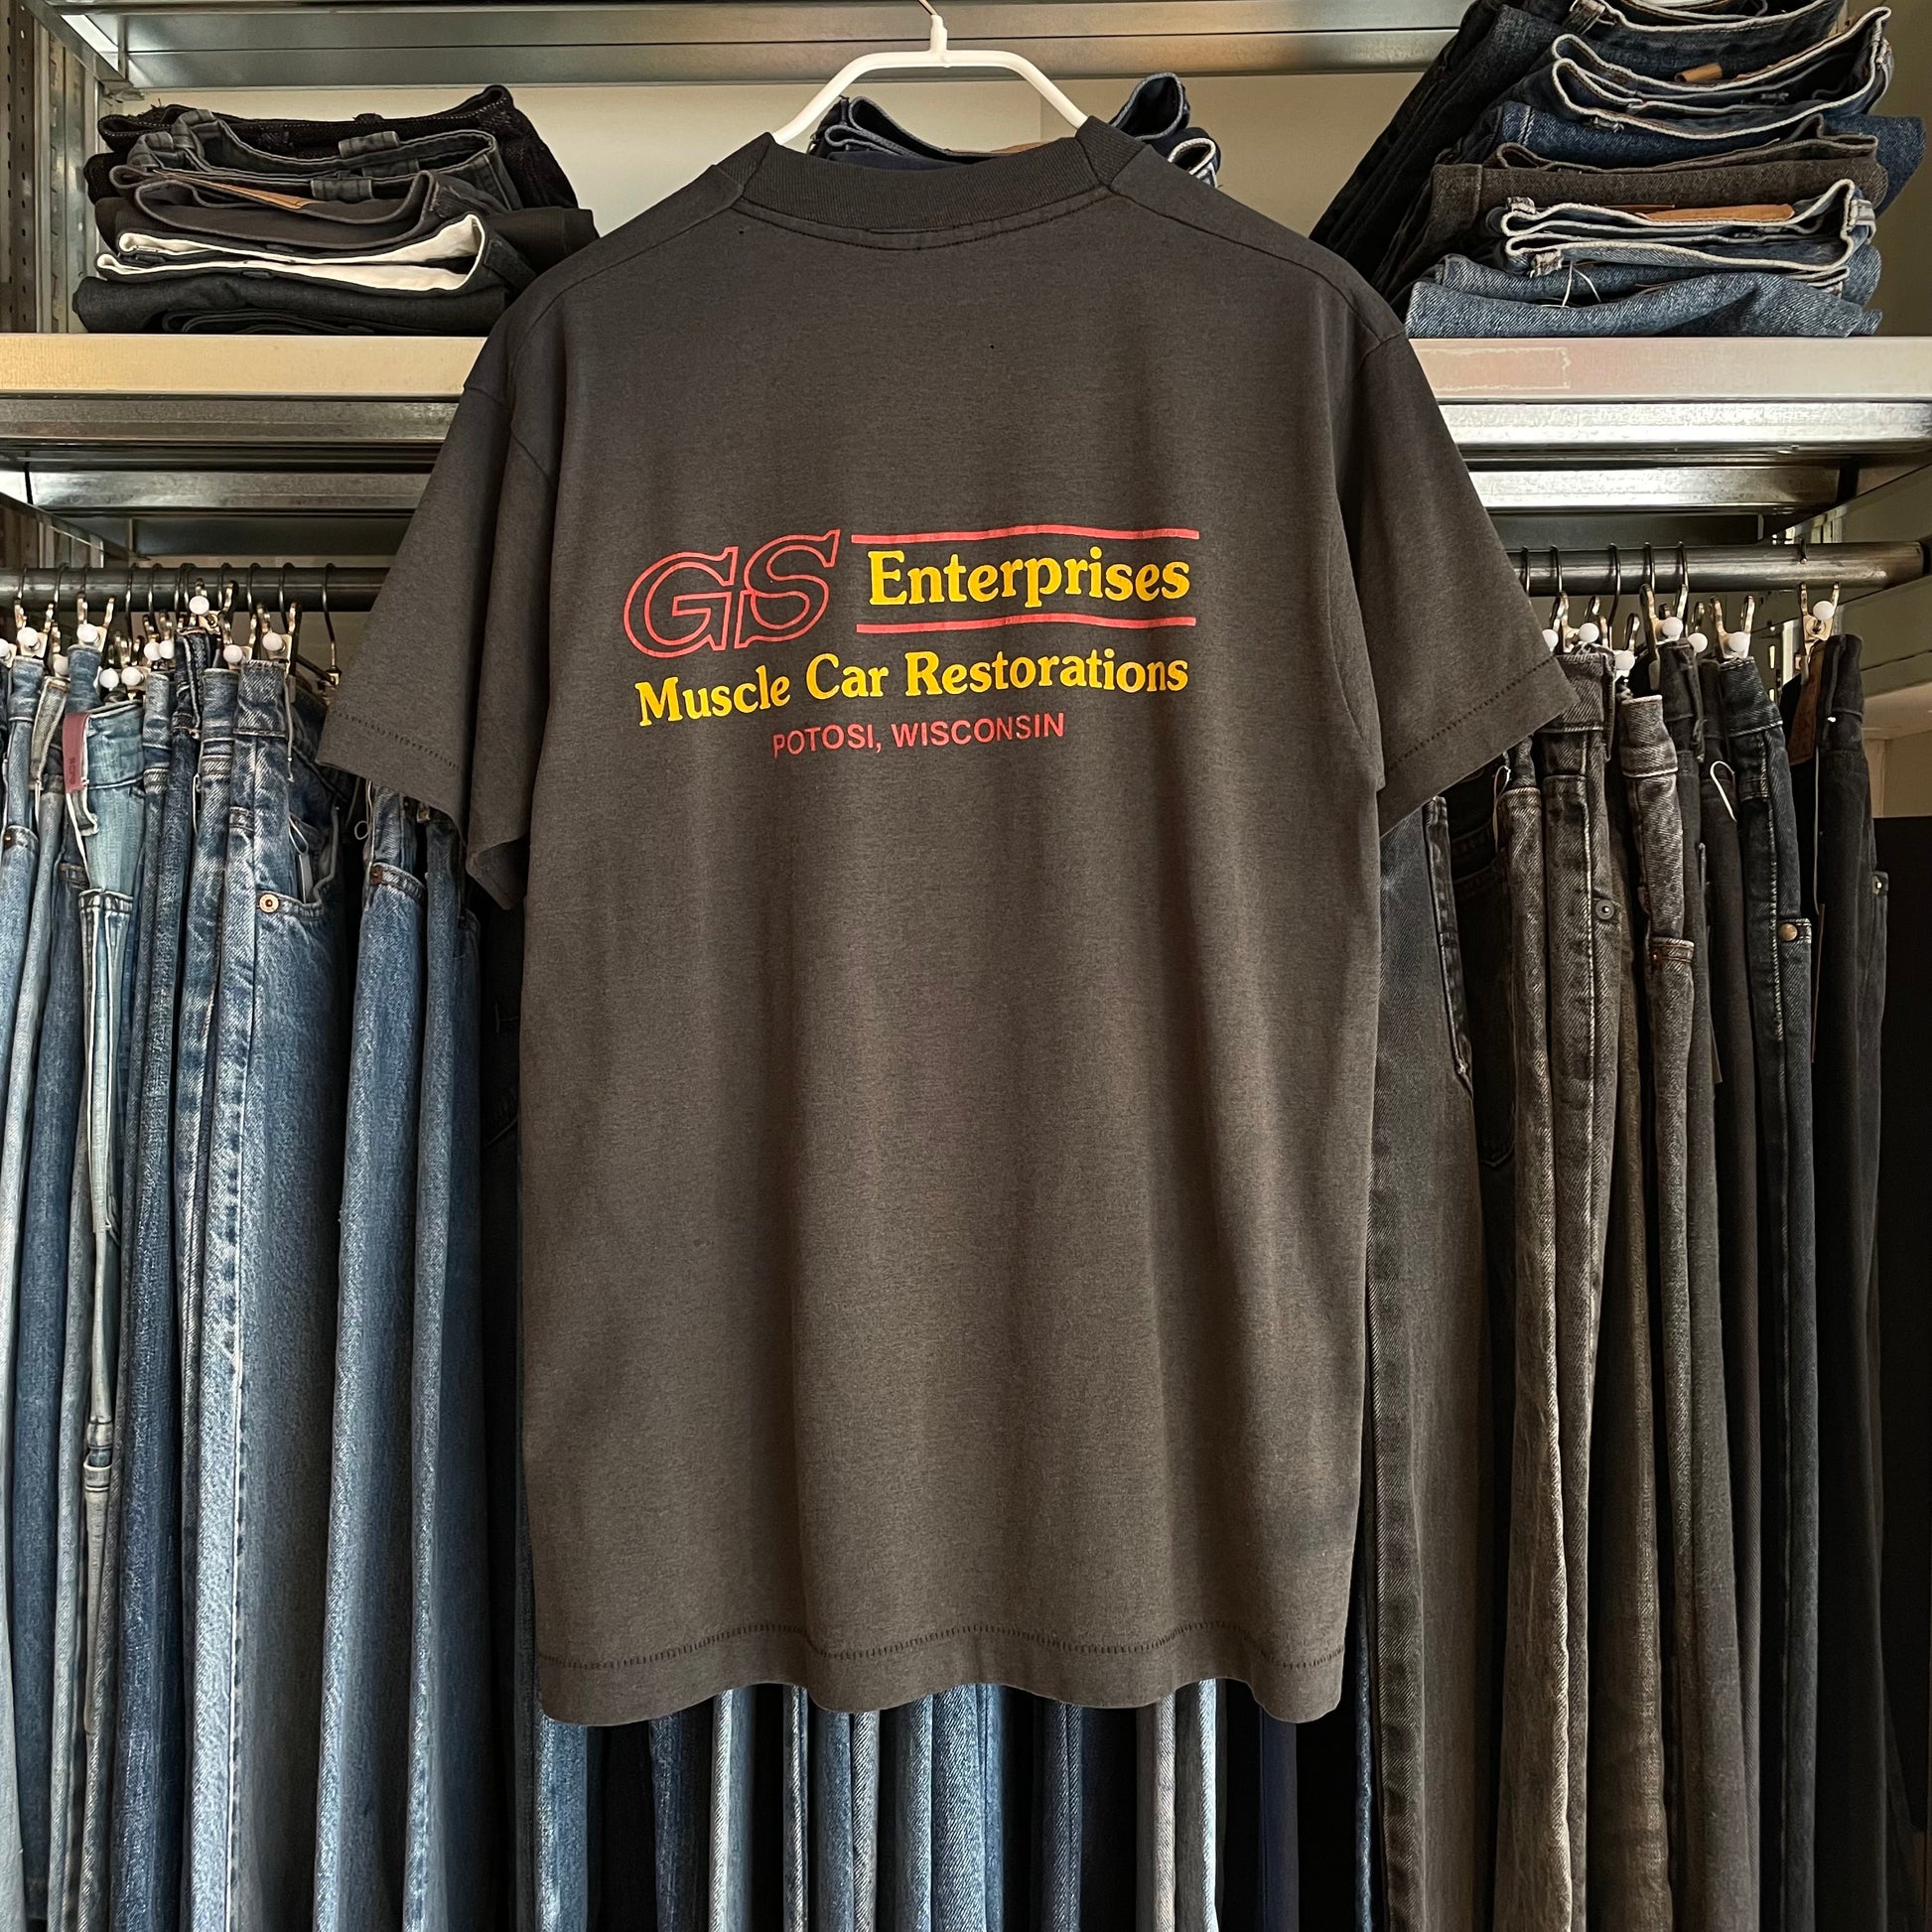 GS Enterprises
Muscle Car Restorations
POTOSI, WISCONSIN